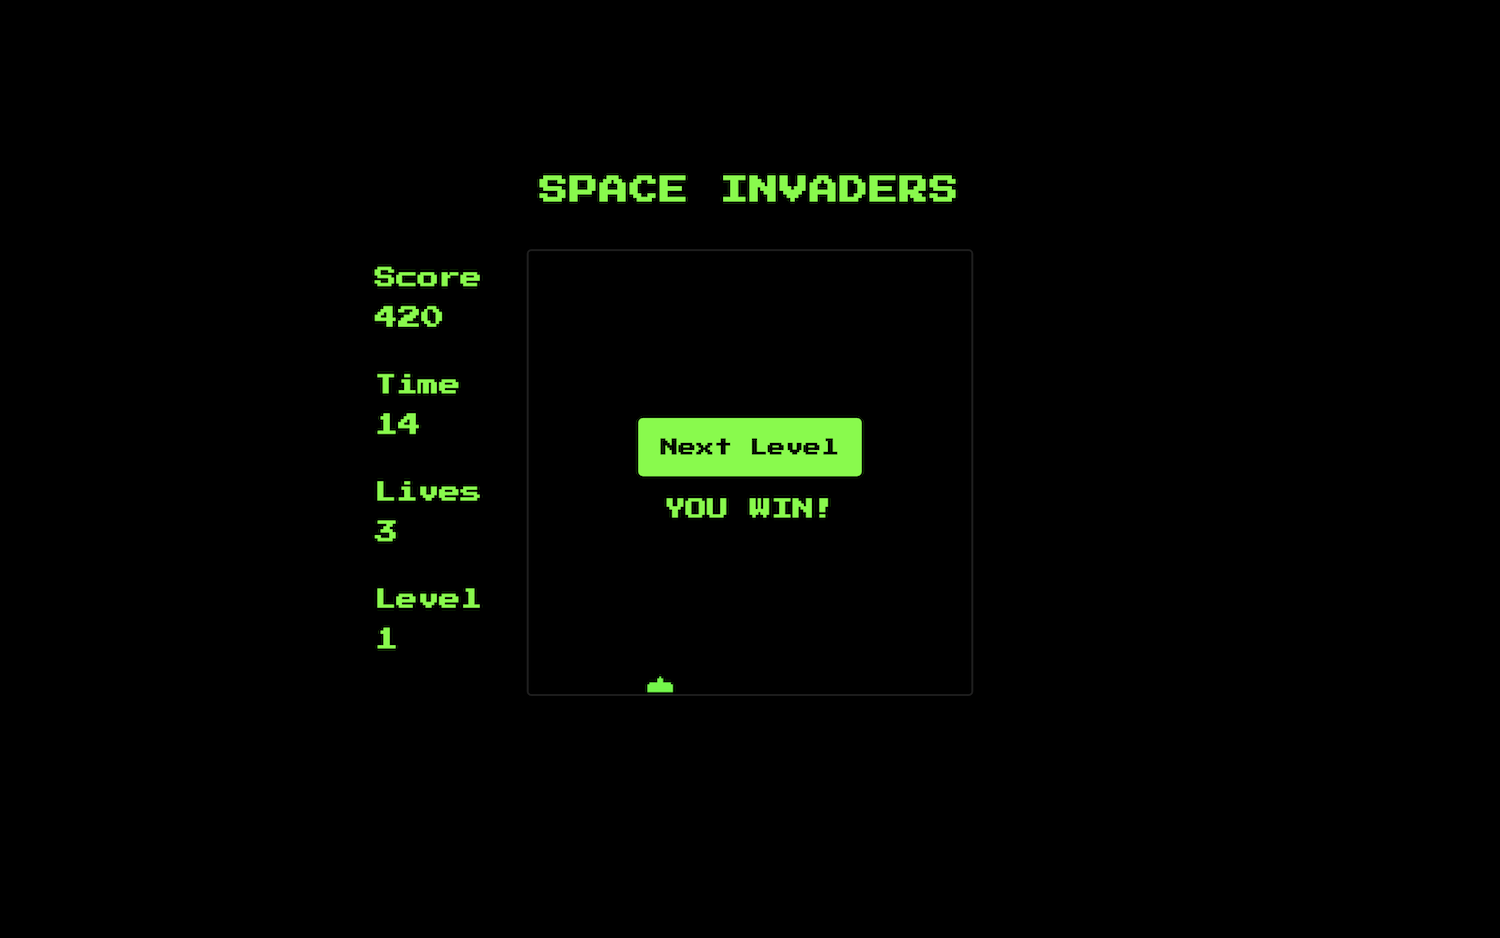 SPACE INVADERS
Score
420
Time
14
Lives
3
Level
1
Next Level
YOU WIN!